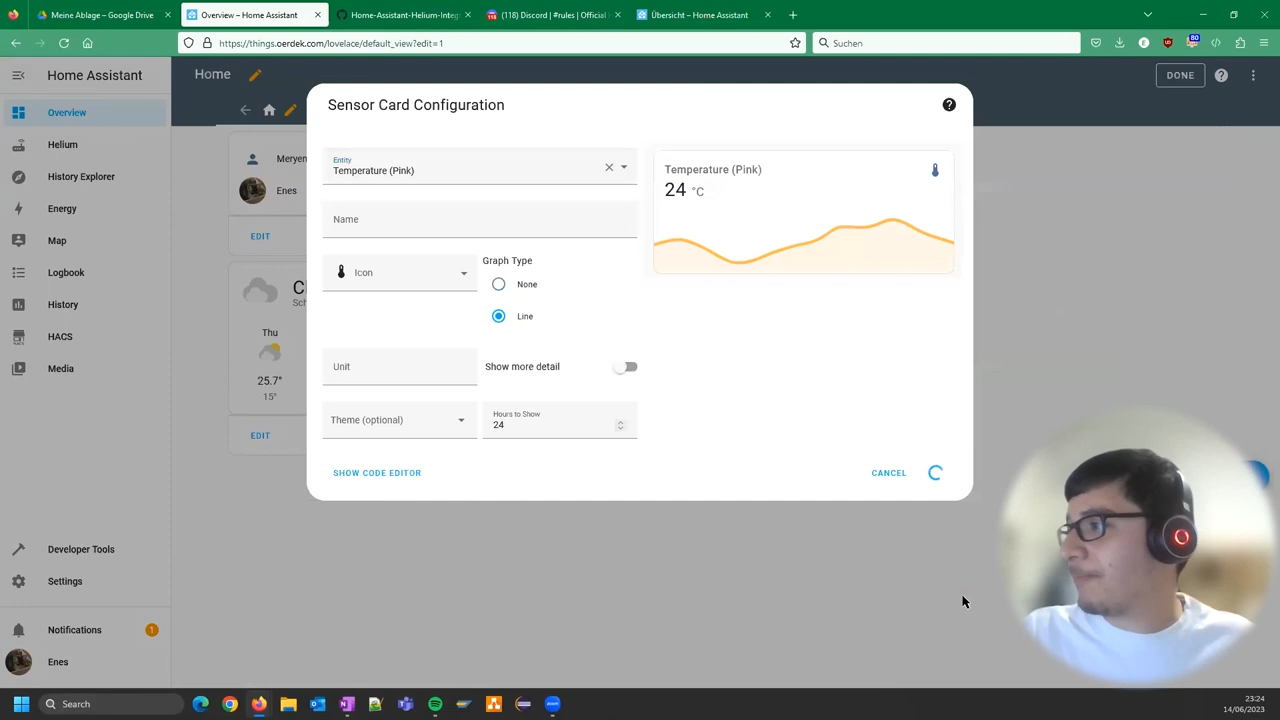 Meine Ablage – Google Drive
Overview – Home Assistant
Home-Assistant-Helium-Integ
(118) Discord | #rules | Official
Übersicht – Home Assistant
https://things.oerdek.com/lovelace/default_view?edit=1
Suchen
80
Home Assistant
Home
DONE
Overview
Helium
History Explorer
Energy
Map
Logbook
History
HACS
Media
Developer Tools
Settings
Notifications
1
Enes
Meryen
Enes
EDIT
C
Sch
Thu
25.7°
15°
EDIT
Sensor Card Configuration
Entity
Temperature (Pink)
Name
Icon
Graph Type
None
Line
Unit
Show more detail
Theme (optional)
Hours to Show
24
SHOW CODE EDITOR
CANCEL
Temperature (Pink)
24 °C
Search
23:24
14/06/2023